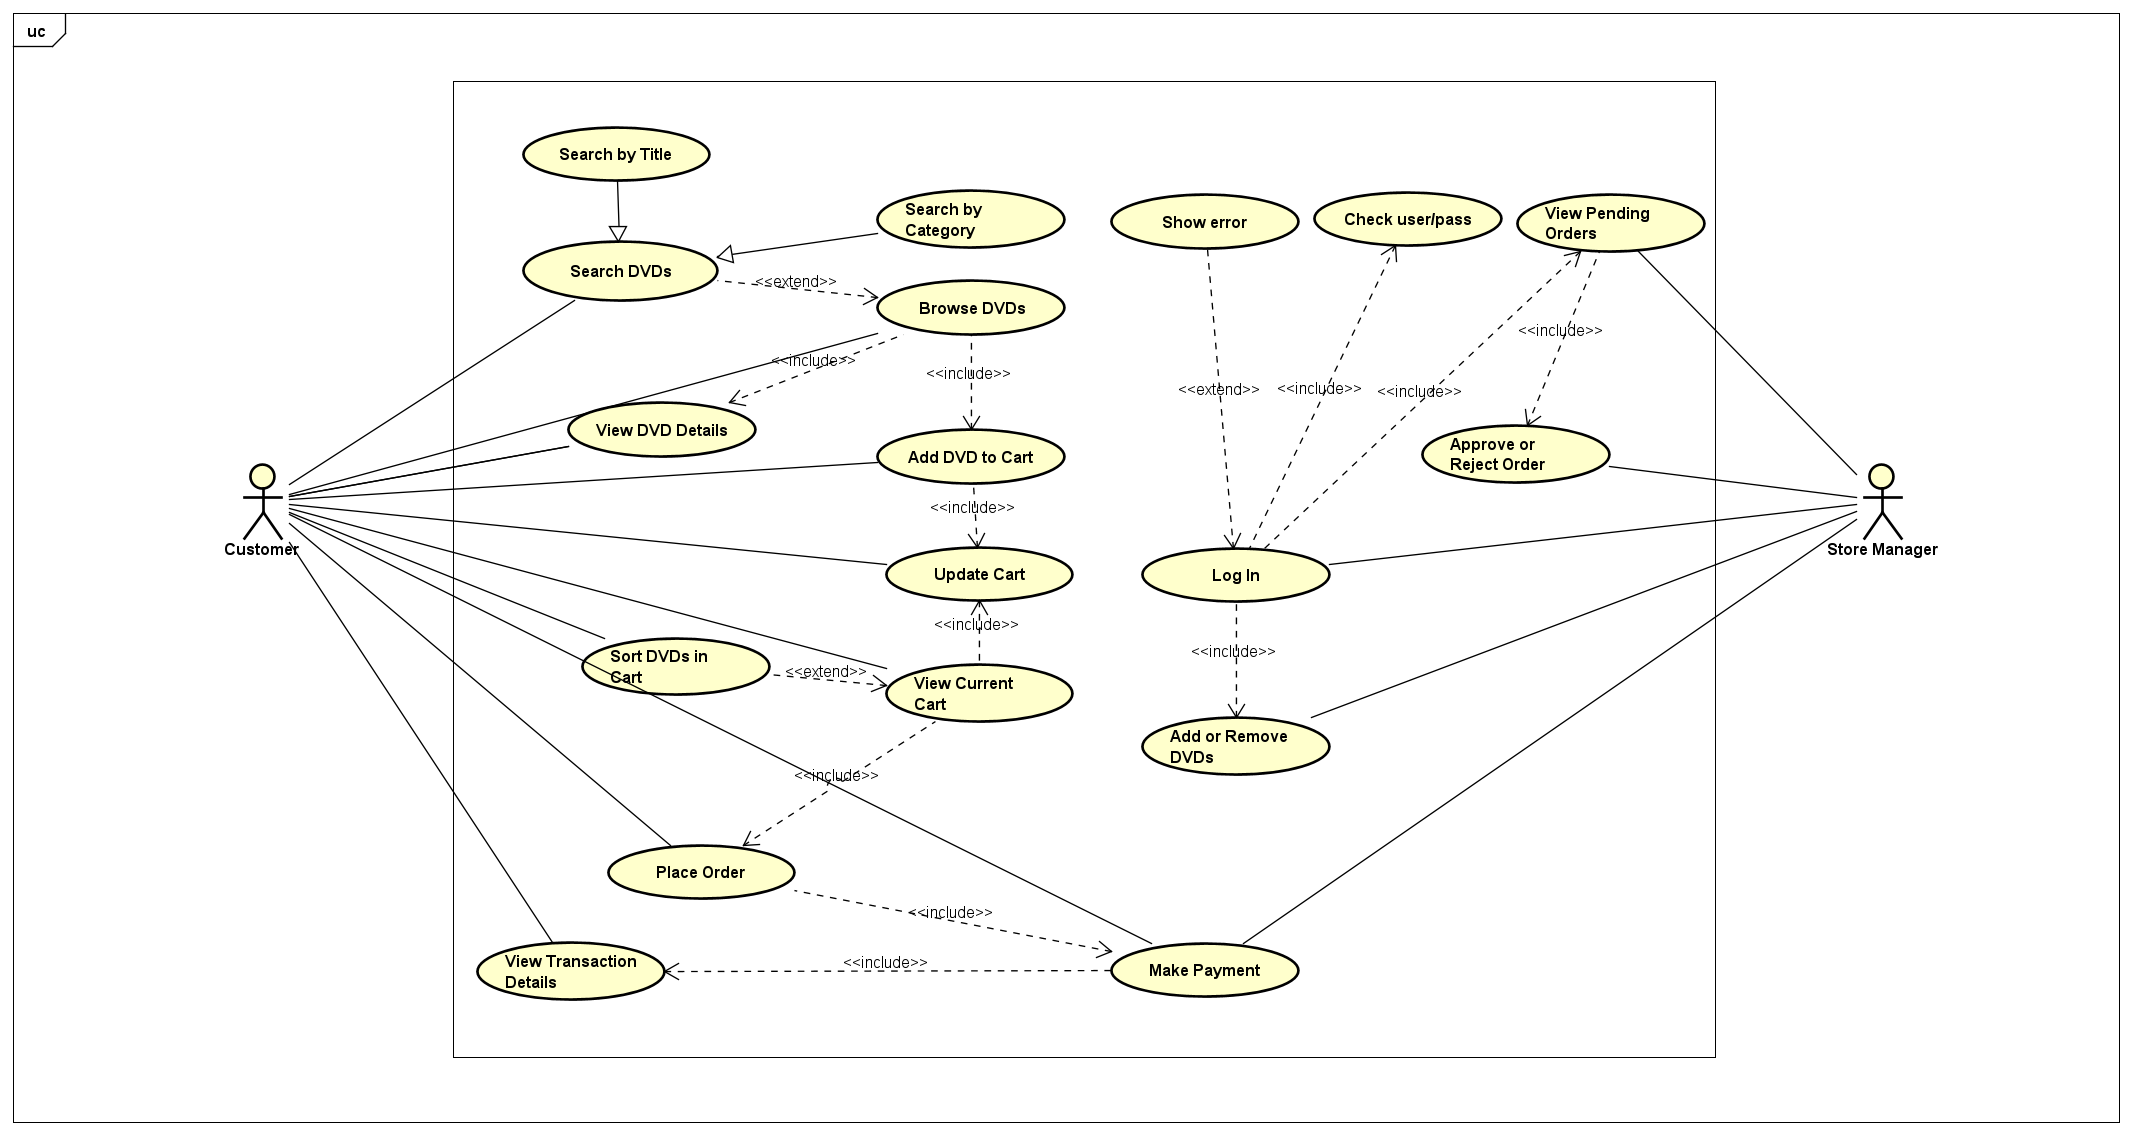 uc
Search by Title
Search by
Category
Show error
Check user/pass
View Pending
Orders
Search DVDs
<<extend>>
Browse DVDs
<<include>>
<<include>>
<<include>>
<<extend>>
<<include>>
<<include>>
View DVD Details
Add DVD to Cart
Approve or
Reject Order
<<include>>
Customer
Store Manager
Update Cart
Log In
<<include>>
<<include>>
Sort DVDs in
Cart
<<extend>>
View Current
Cart
Add or Remove
DVDs
<<include>>
Place Order
<<include>>
View Transaction
Details
<<include>>
Make Payment